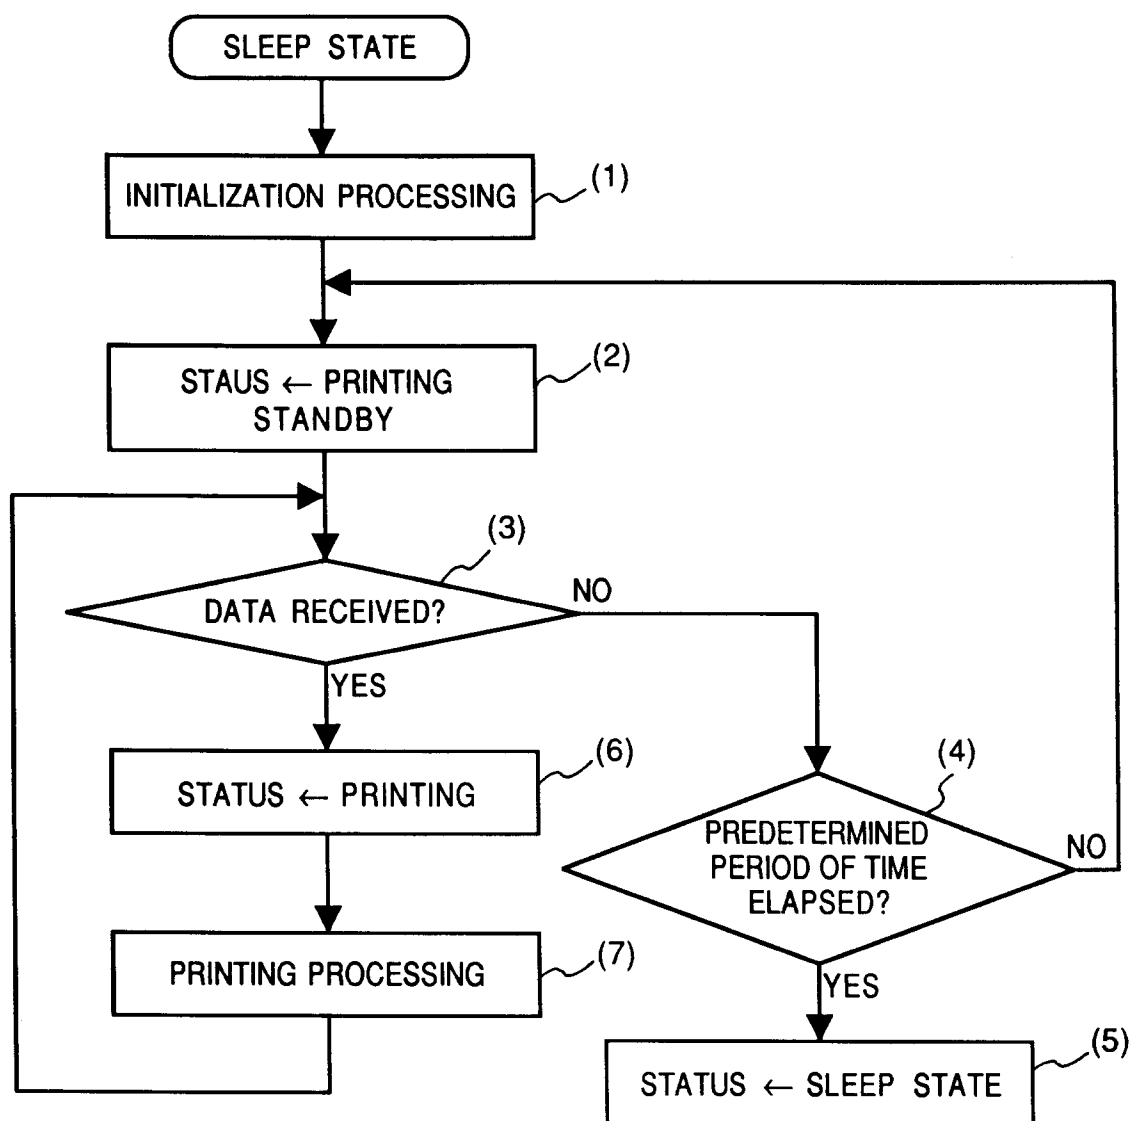 SLEEP STATE
INITIALIZATION PROCESSING
(1)
STAUS ← PRINTING
STANDBY
(2)
(3)
DATA RECEIVED?
NO
YES
STATUS ← PRINTING
(6)
(4)
PREDETERMINED
PERIOD OF TIME
ELAPSED?
NO
PRINTING PROCESSING
(7)
YES
STATUS ← SLEEP STATE
(5)